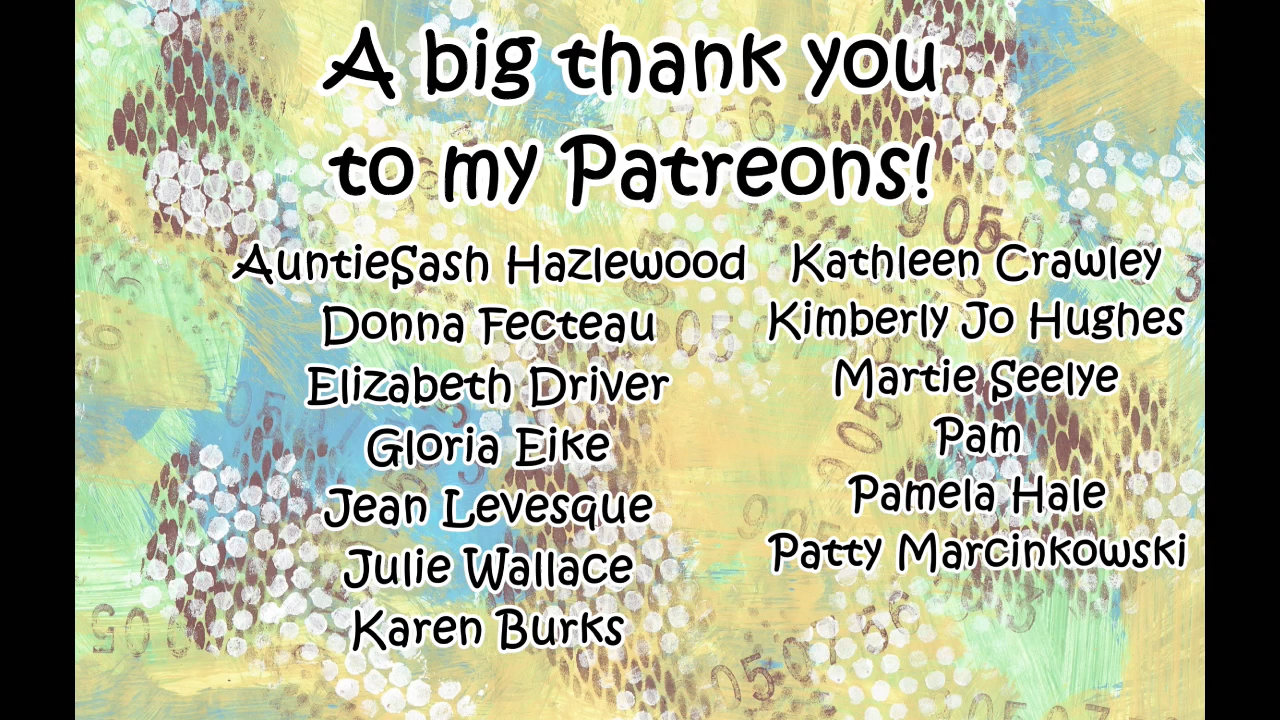 A big thank you
to my Patreons!
AuntieSash Hazlewood
Donna Fecteau
Elizabeth Driver
Gloria Eike
Jean Levesque
Julie Wallace
Karen Burks
Kathleen Crawley
Kimberly Jo Hughes
Martie Seelye
Pam
Pamela Hale
Patty Marcinkowski